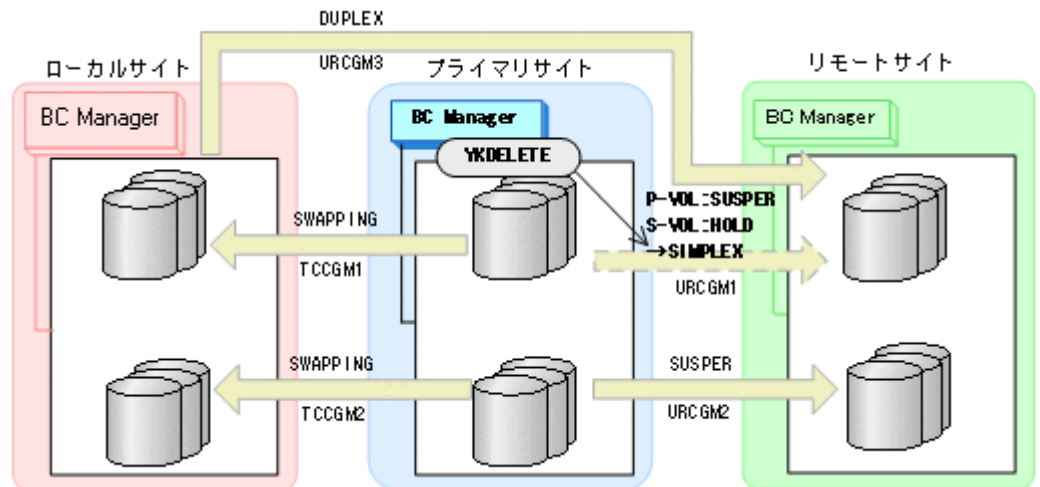 DUPLEX
URCGM3
ローカルサイト
プライマリサイト
リモートサイト
BC Manager
BC Manager
BC Manager
YKDELETE
P-VOL:SUSPER
S-VOL:HOLD
→SIMPLEX
SWAPPING
TCCGM1
URCGM1
SWAPPING
TCCGM2
SUSPER
URCGM2